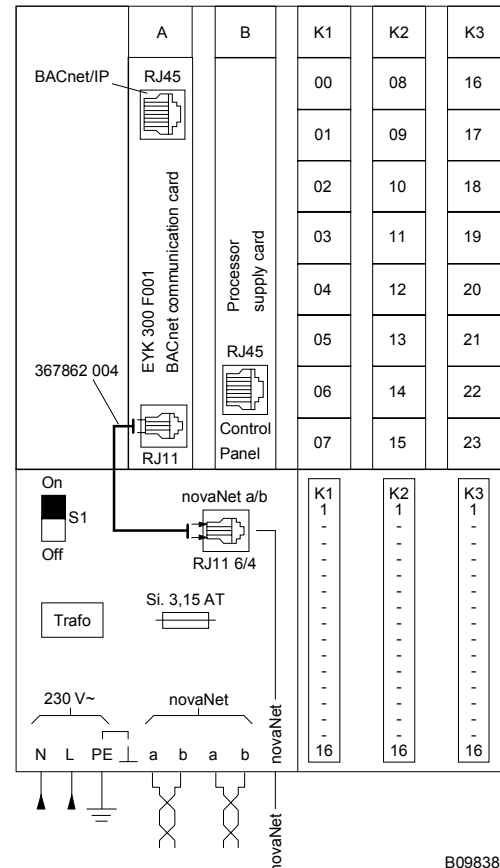 A B K1 K2 K3
BACnet/IP RJ45
00 08 16
01 09 17
02 10 18
03 11 19
04 12 20
05 13 21
06 14 22
07 15 23
EYK 300 F001
BACnet communication card
Processor
supply card
RJ45
Control
Panel
367862 004
RJ11
On
S1
Off
novaNet a/b
RJ11 6/4
Si. 3,15 AT
Trafo
230 V~ novaNet
N L PE a b a b
novaNet
novaNet
K1 K2 K3
1 1 1
- - -
- - -
- - -
- - -
- - -
- - -
- - -
- - -
- - -
- - -
- - -
- - -
- - -
- - -
16 16 16
B09838